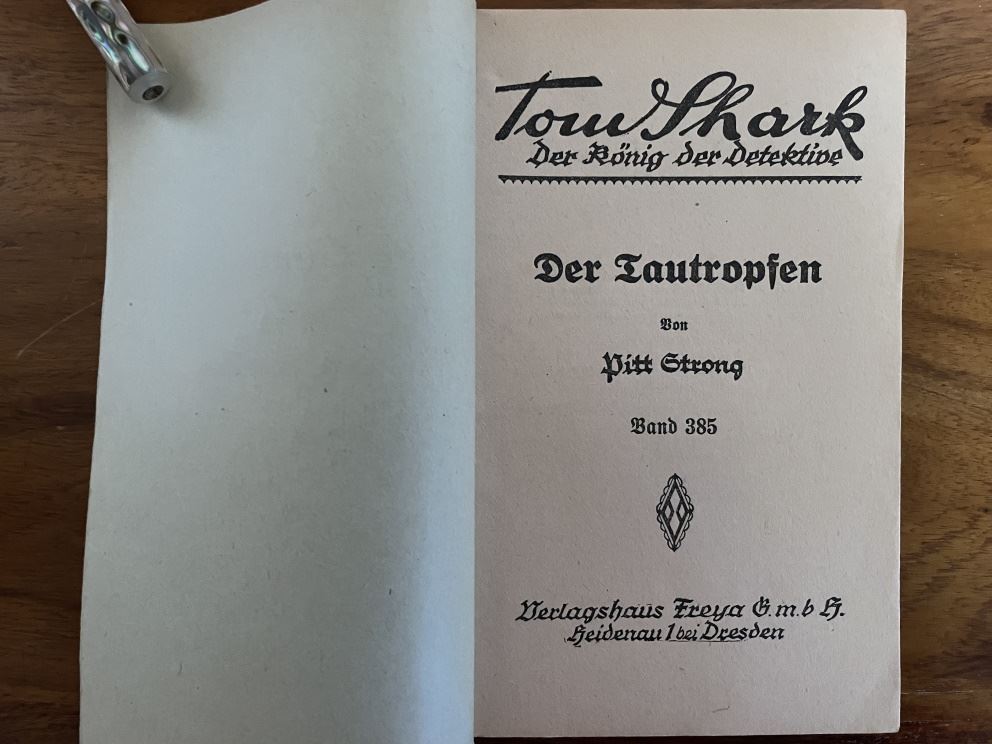 Tom Shark
Der König der Detektive
Der Tautropfen
Von
Pitt Strong
Band 385
Verlagshaus Freya G.m.b H.
Heidenau 1 bei Dresden